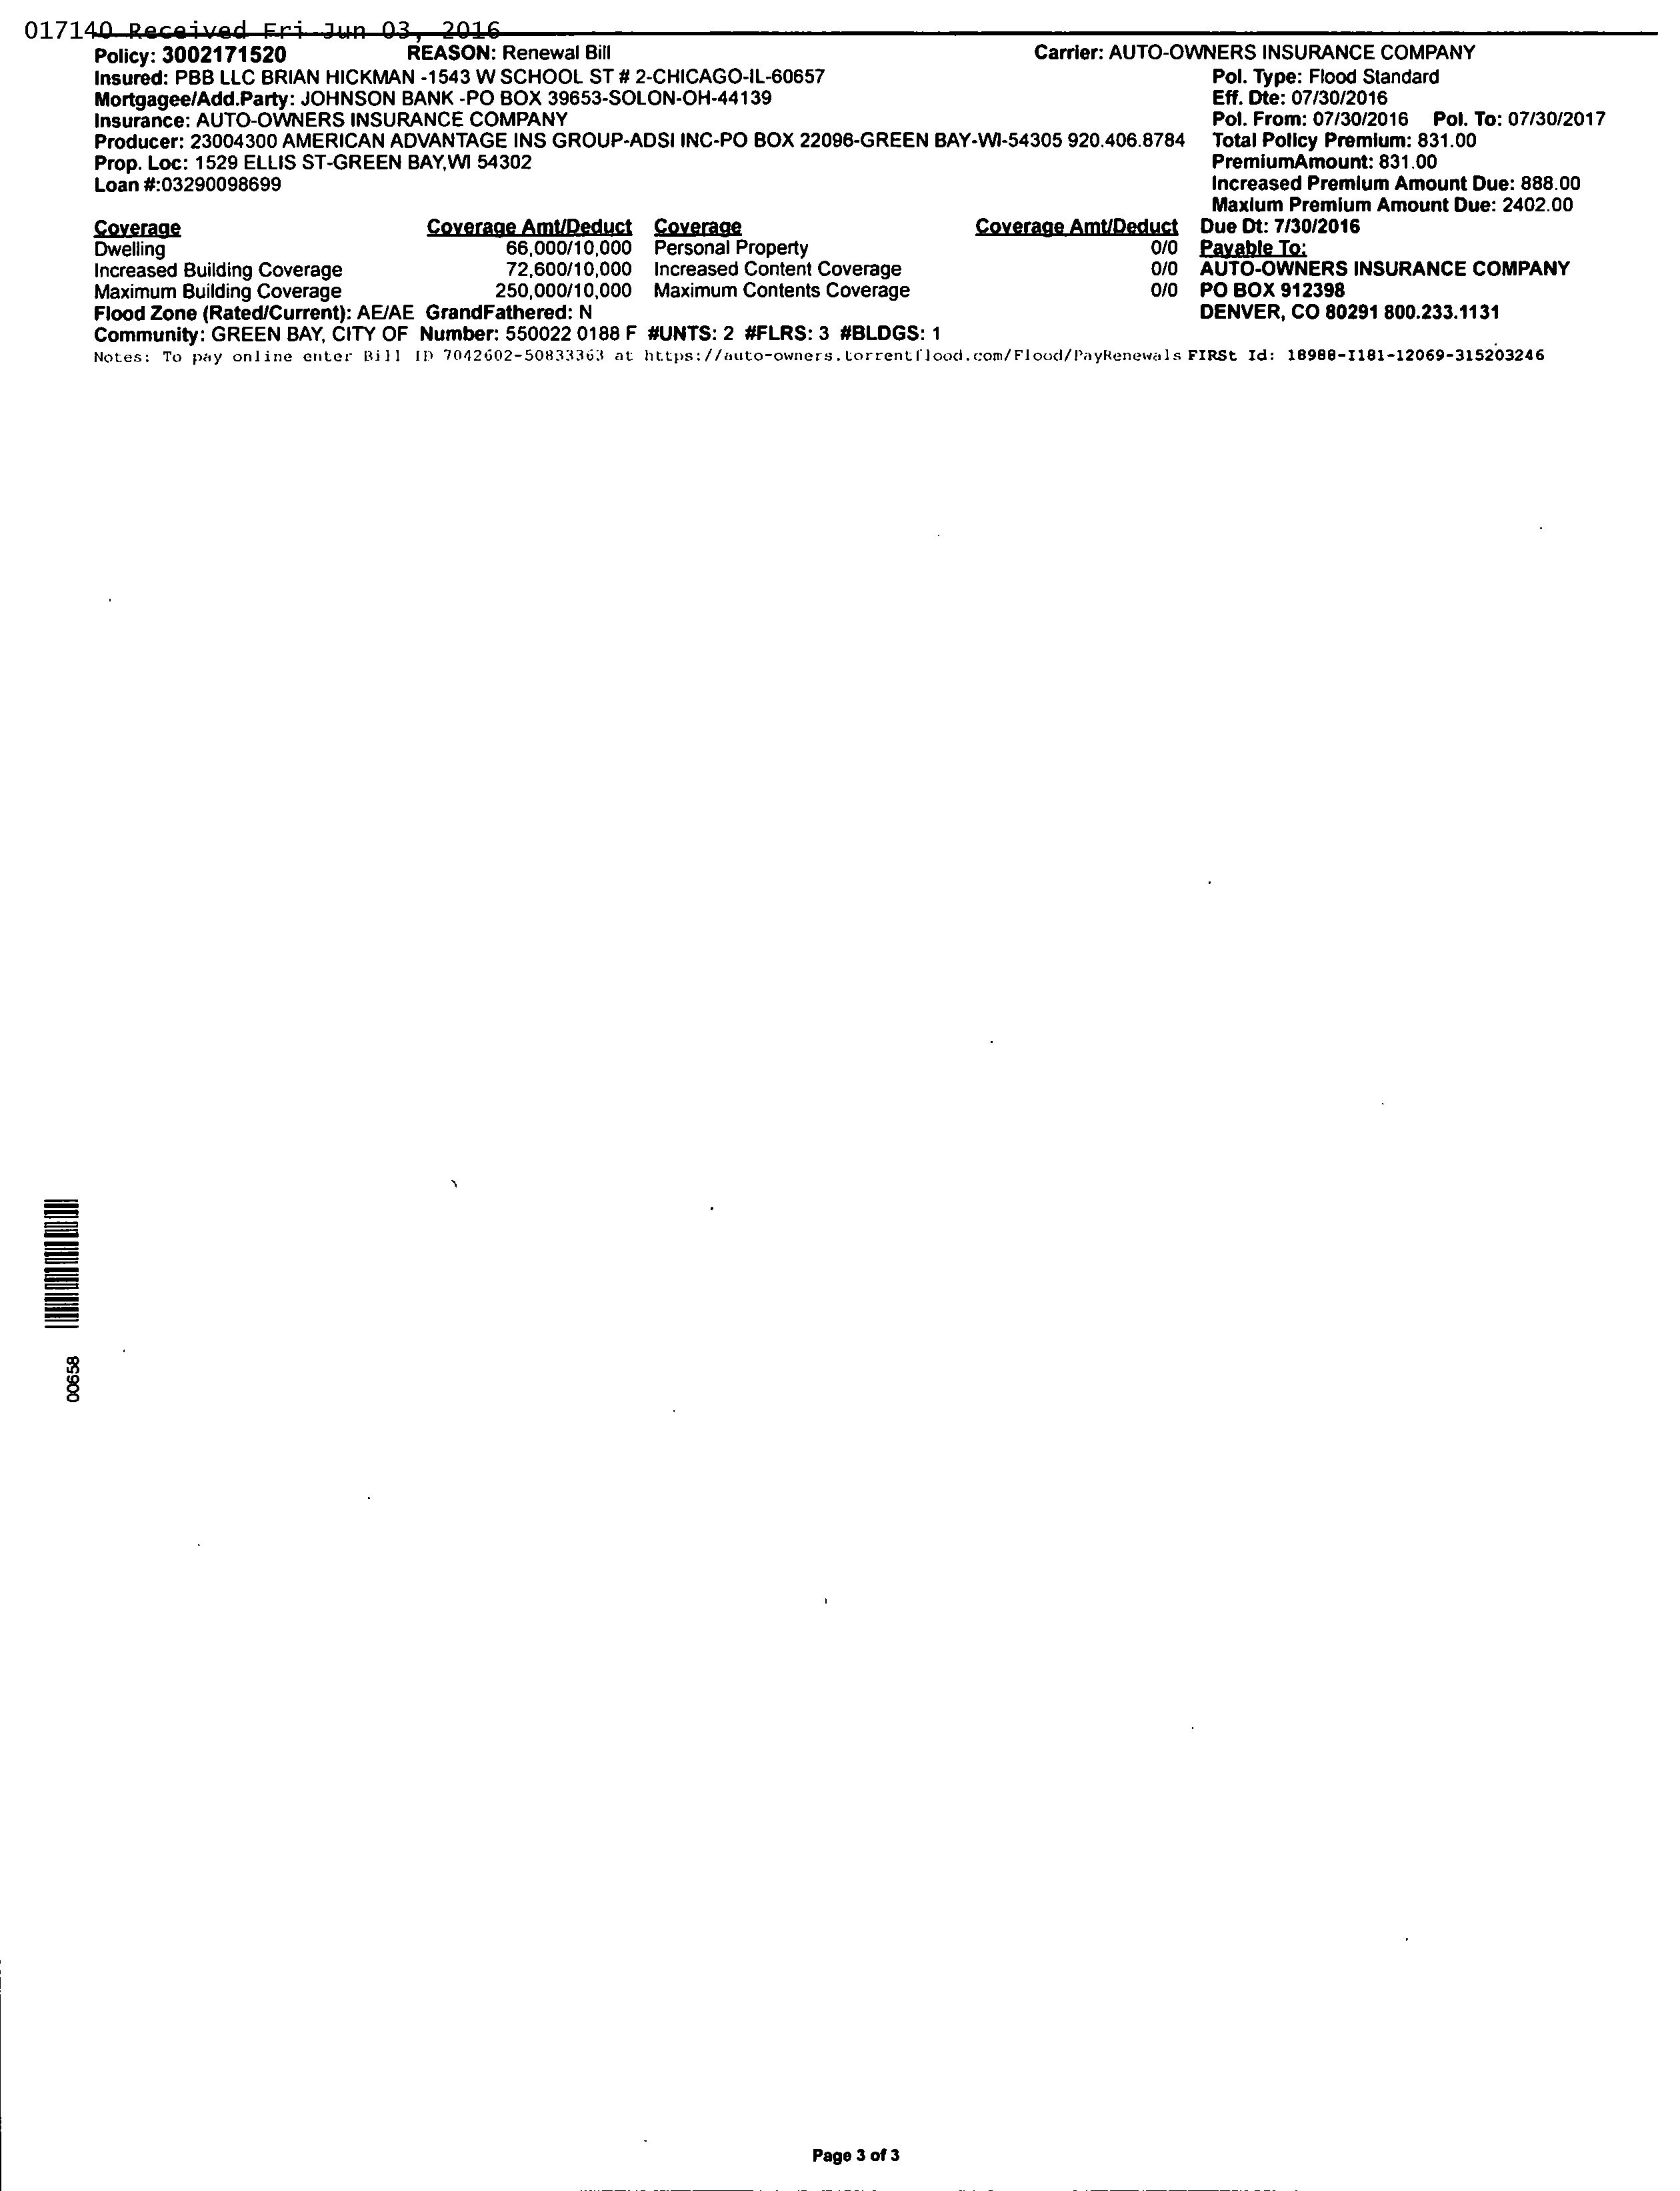 017140 Received Fri Jun 03, 2016
Policy: 3002171520 REASON: Renewal Bill Carrier: AUTO-OWNERS INSURANCE COMPANY
Insured: PBB LLC BRIAN HICKMAN -1543 W SCHOOL ST # 2-CHICAGO-IL-60657 Pol. Type: Flood Standard
Mortgagee/Add.Party: JOHNSON BANK -PO BOX 39653-SOLON-OH-44139 Eff. Dte: 07/30/2016
Insurance: AUTO-OWNERS INSURANCE COMPANY Pol. From: 07/30/2016 Pol. To: 07/30/2017
Producer: 23004300 AMERICAN ADVANTAGE INS GROUP-ADSI INC-PO BOX 22096-GREEN BAY-WI-54305 920.406.8784 Total Policy Premium: 831.00
Prop. Loc: 1529 ELLIS ST-GREEN BAY,WI 54302 PremiumAmount: 831.00
Loan #:03290098699 Increased Premium Amount Due: 888.00
Maxium Premium Amount Due: 2402.00
Coverage Coverage Amt/Deduct Coverage Coverage Amt/Deduct Due Dt: 7/30/2016
Dwelling 66,000/10,000 Personal Property 0/0 Payable To:
Increased Building Coverage 72,600/10,000 Increased Content Coverage 0/0 AUTO-OWNERS INSURANCE COMPANY
Maximum Building Coverage 250,000/10,000 Maximum Contents Coverage 0/0 PO BOX 912398
Flood Zone (Rated/Current): AE/AE GrandFathered: N DENVER, CO 80291 800.233.1131
Community: GREEN BAY, CITY OF Number: 550022 0188 F #UNTS: 2 #FLRS: 3 #BLDGS: 1
Notes: To pay online enter Bill ID 7042602-50833363 at https://auto-owners.torrentflood.com/Flood/PayRenewals FIRSt Id: 18988-I181-12069-315203246
00658
Page 3 of 3